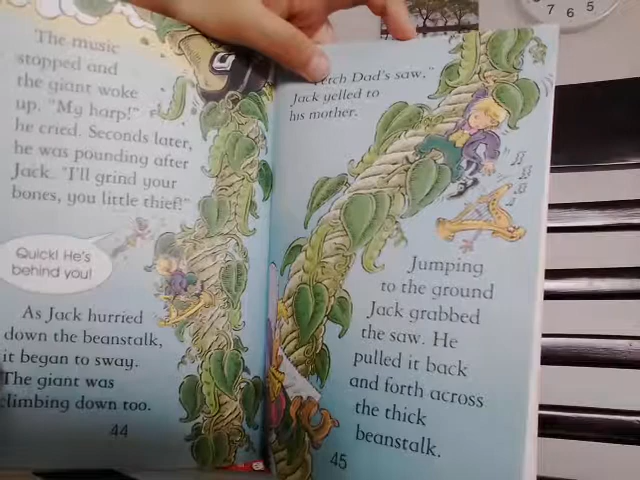 The music
stopped and
the giant woke
up. "My harp!"
he cried. Seconds later,
he was pounding after
Jack. "I'll grind your
bones, you little thief!"
Quick! He's
behind you!
As Jack hurried
down the beanstalk,
it began to sway.
The giant was
climbing down too.
44
Dad's saw,"
Jack yelled to
his mother.
Jumping
to the ground
Jack grabbed
the saw. He
pulled it back
and forth across
the thick
beanstalk.
45
7 6 5